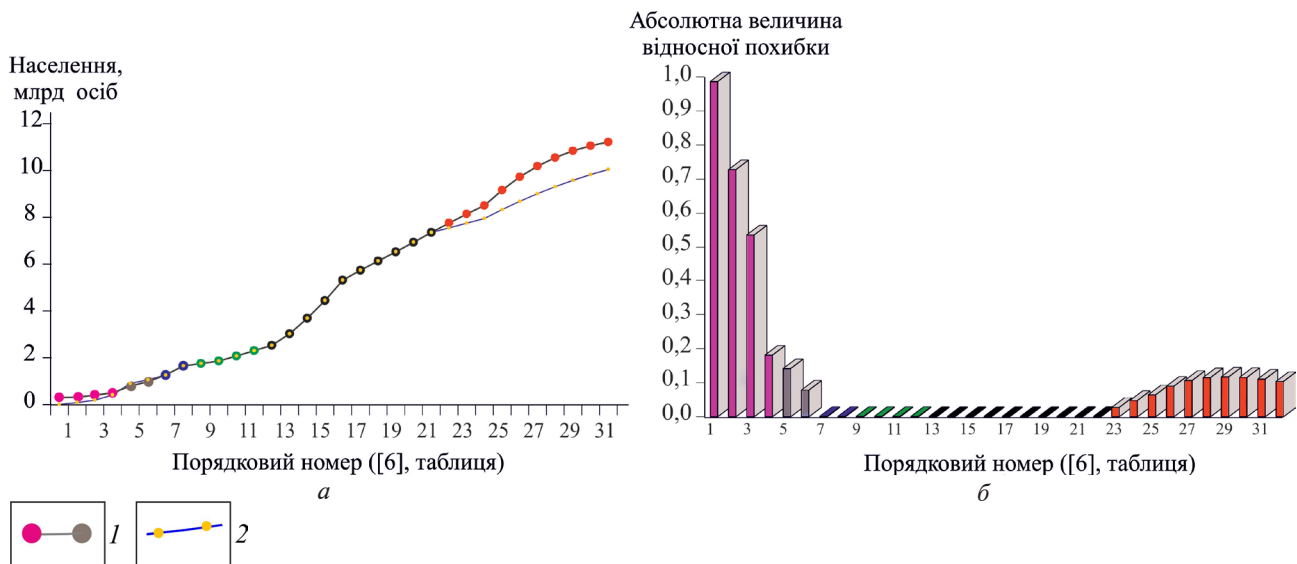 Населення,
млрд осіб
12
10
8
6
4
2
0
1 3 5 7 9 11 13 15 17 19 21 23 25 27 29 31
Порядковий номер ([6], таблиця)
а
1 2
Абсолютна величина
відносної похибки
1,0
0,9
0,8
0,7
0,6
0,5
0,4
0,3
0,2
0,1
0,0
1 3 5 7 9 11 13 15 17 19 21 23 25 27 29 31
Порядковий номер ([6], таблиця)
б